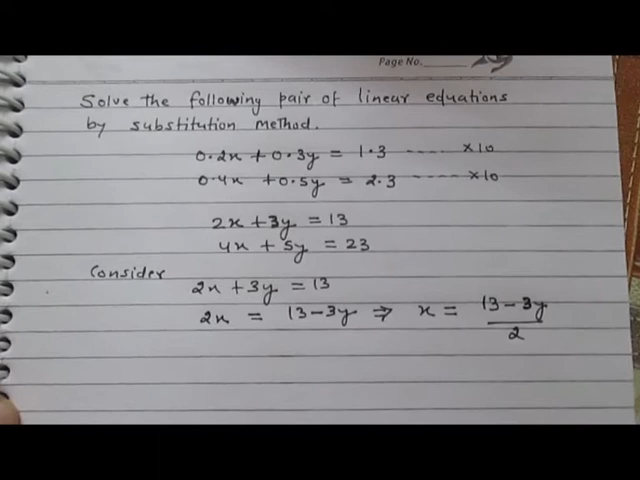 Page No.
Solve the following pair of linear equations
by substitution method.
0.2x + 0.3y = 1.3 ----- ×10
0.4x + 0.5y = 2.3 ----- ×10
2x + 3y = 13
4x + 5y = 23
Consider
2x + 3y = 13
2x = 13 - 3y ⇒ x = 13 - 3y
2